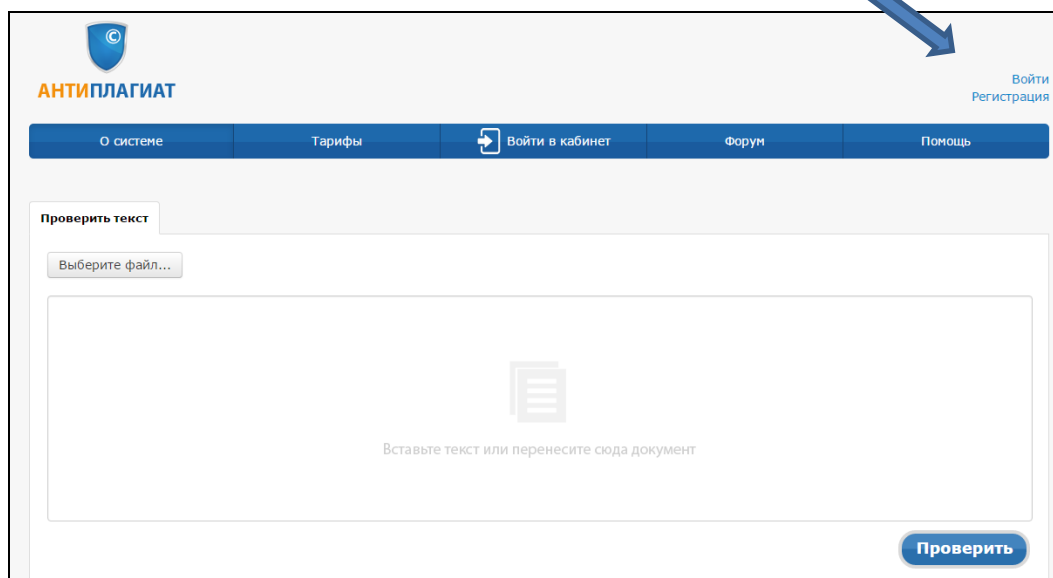 ©
АНТИПЛАГИАТ
Войти
Регистрация
О системе Тарифы Войти в кабинет Форум Помощь
Проверить текст
Выберите файл...
Вставьте текст или перенесите сюда документ
Проверить